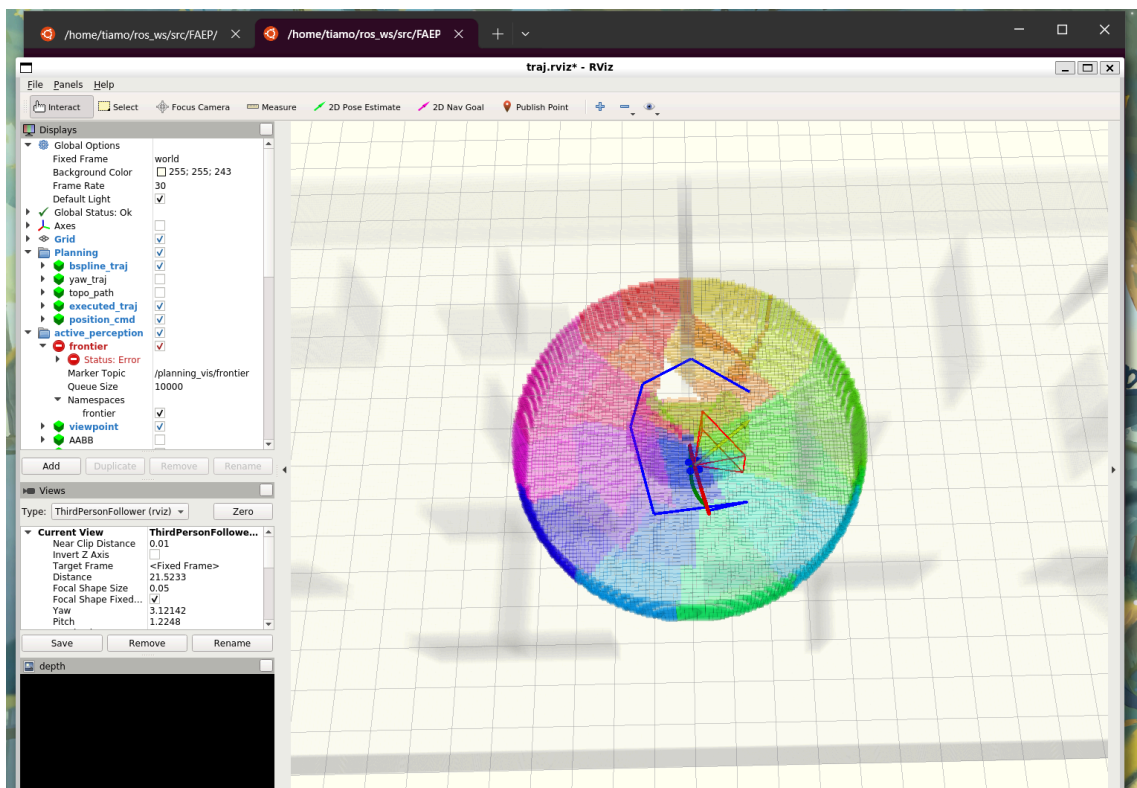 /home/tiamo/ros_ws/src/FAEP/ × /home/tiamo/ros_ws/src/FAEP × + ⌄
traj.rviz* - RViz
File Panels Help
Interact Select Focus Camera Measure 2D Pose Estimate 2D Nav Goal Publish Point
Displays
Global Options
Fixed Frame world
Background Color 255; 255; 243
Frame Rate 30
Default Light ✓
Global Status: Ok
Axes
Grid
Planning
bspline_traj
yaw_traj
topo_path
executed_traj
position_cmd
active_perception
frontier
Status: Error
Marker Topic /planning_vis/frontier
Queue Size 10000
Namespaces
frontier
viewpoint
AABB
Add Duplicate Remove Rename
Views
Type: ThirdPersonFollower (rviz) Zero
Current View ThirdPersonFollowe...
Near Clip Distance 0.01
Invert Z Axis
Target Frame <Fixed Frame>
Distance 21.5233
Focal Shape Size 0.05
Focal Shape Fixed... ✓
Yaw 3.12142
Pitch 1.2248
Save Remove Rename
depth